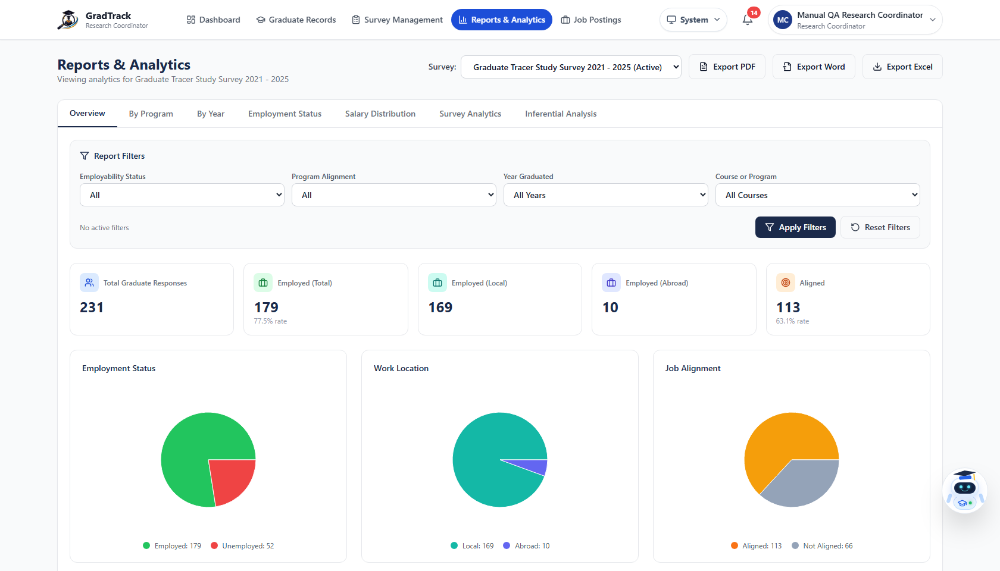 GradTrack
Research Coordinator
Dashboard
Graduate Records
Survey Management
Reports & Analytics
Job Postings
System
14
MC
Manual QA Research Coordinator
Research Coordinator
Reports & Analytics
Viewing analytics for Graduate Tracer Study Survey 2021 - 2025
Survey:
Graduate Tracer Study Survey 2021 - 2025 (Active)
Export PDF
Export Word
Export Excel
Overview
By Program
By Year
Employment Status
Salary Distribution
Survey Analytics
Inferential Analysis
Report Filters
Employability Status
Program Alignment
Year Graduated
Course or Program
All
All
All Years
All Courses
No active filters
Apply Filters
Reset Filters
Total Graduate Responses
231
Employed (Total)
179
77.5% rate
Employed (Local)
169
Employed (Abroad)
10
Aligned
113
63.1% rate
Employment Status
Employed: 179
Unemployed: 52
Work Location
Local: 169
Abroad: 10
Job Alignment
Aligned: 113
Not Aligned: 66